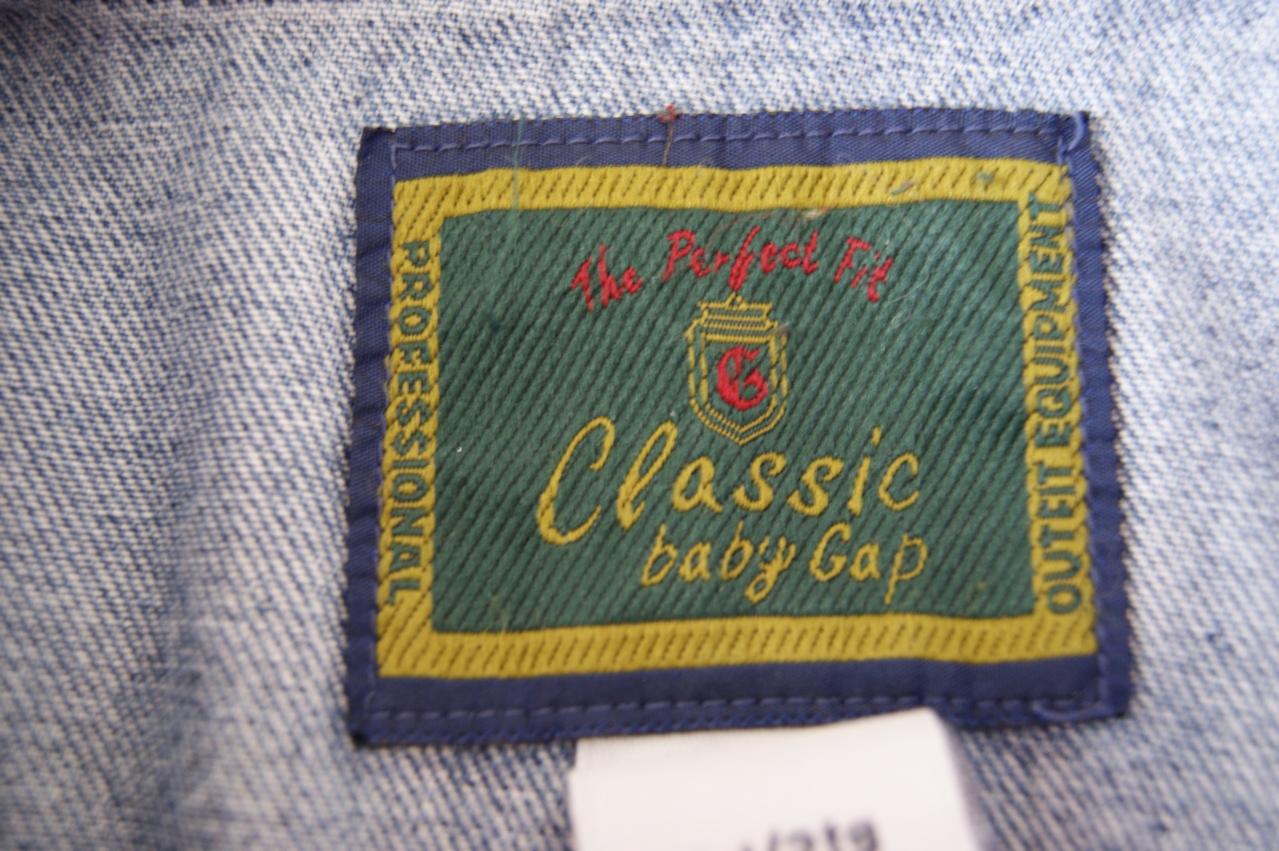 The Perfect Fit
G
Classic
baby Gap
PROFESSIONAL
OUTFIT EQUIPMENT